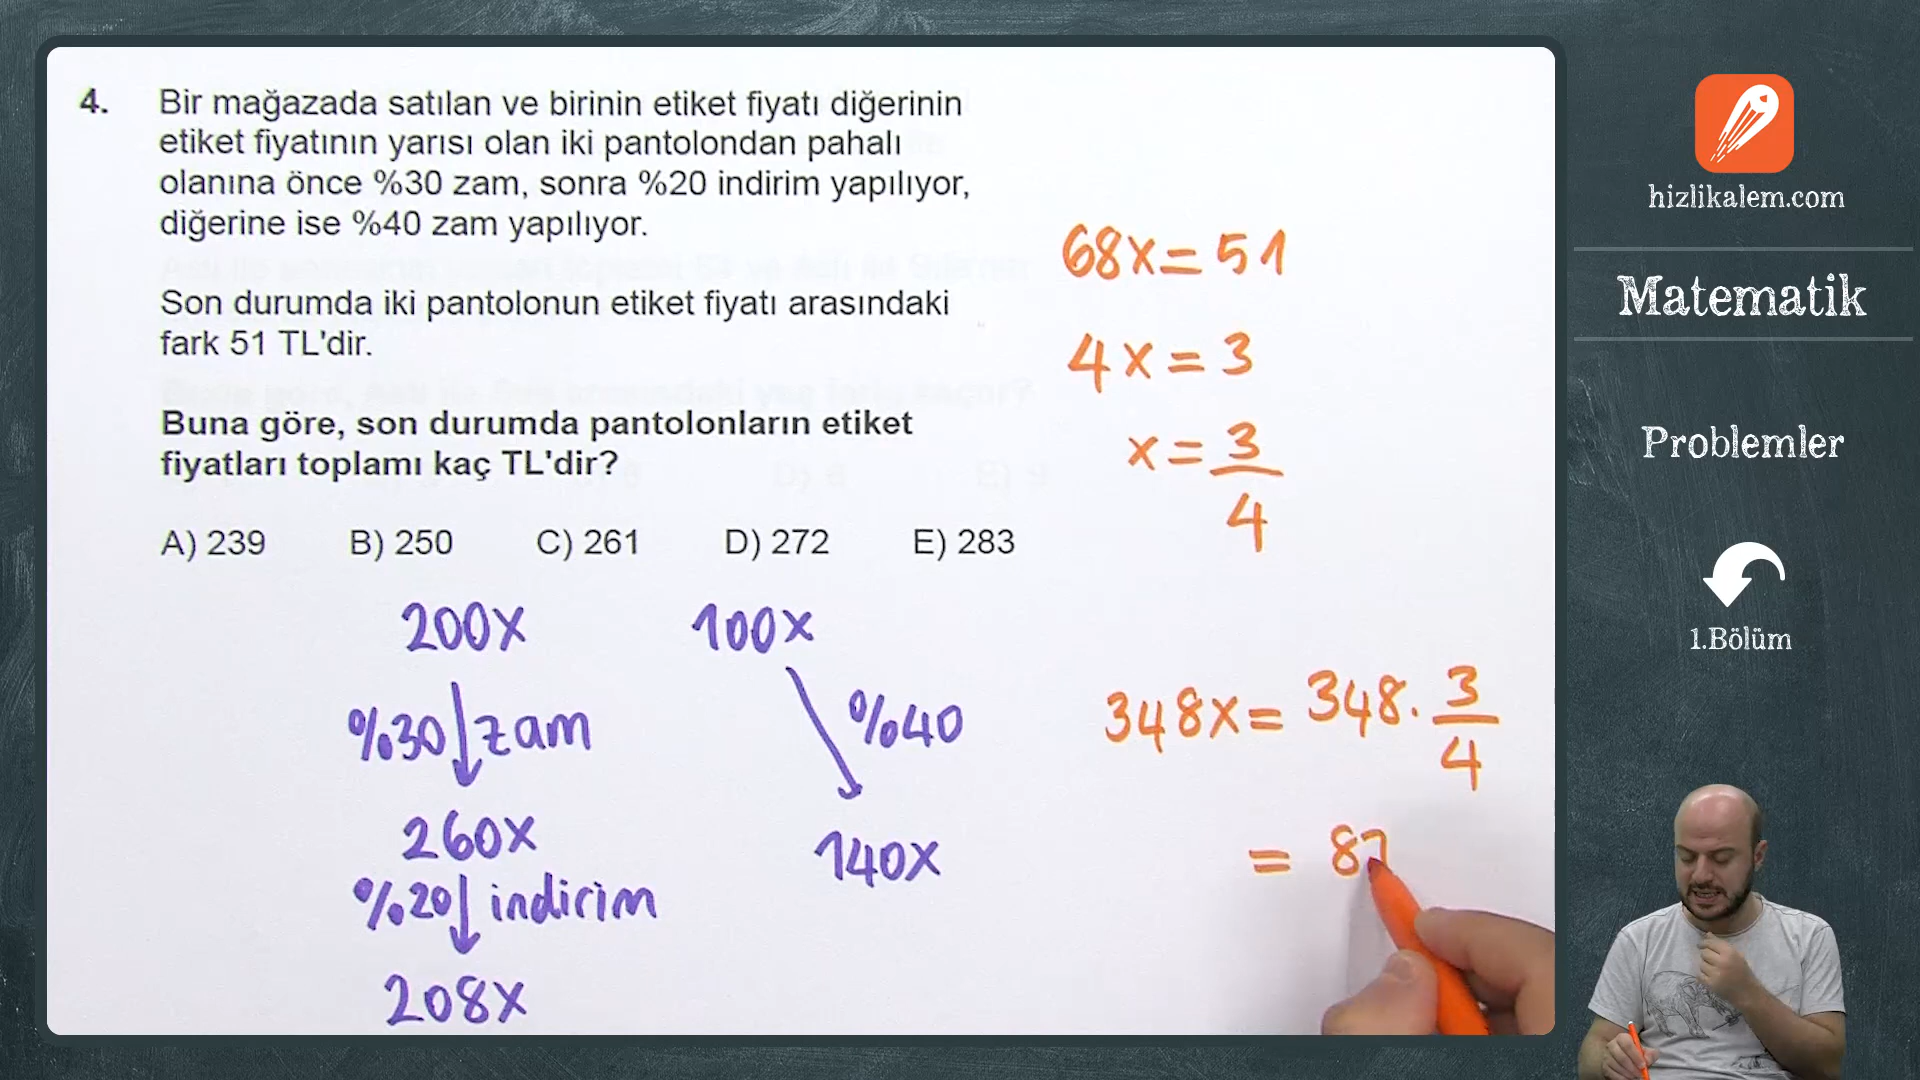 4. Bir mağazada satılan ve birinin etiket fiyatı diğerinin
etiket fiyatının yarısı olan iki pantolondan pahalı
olanına önce %30 zam, sonra %20 indirim yapılıyor,
diğerine ise %40 zam yapılıyor.
Son durumda iki pantolonun etiket fiyatı arasındaki
fark 51 TL'dir.
Buna göre, son durumda pantolonların etiket
fiyatları toplamı kaç TL'dir?
A) 239 B) 250 C) 261 D) 272 E) 283
200x 100x
%30 zam %40
260x 140x
%20 indirim
208x
68x = 51
4x = 3
x = 3/4
348x = 348. 3/4
= 87
hizlikalem.com
Matematik
Problemler
1.Bölüm